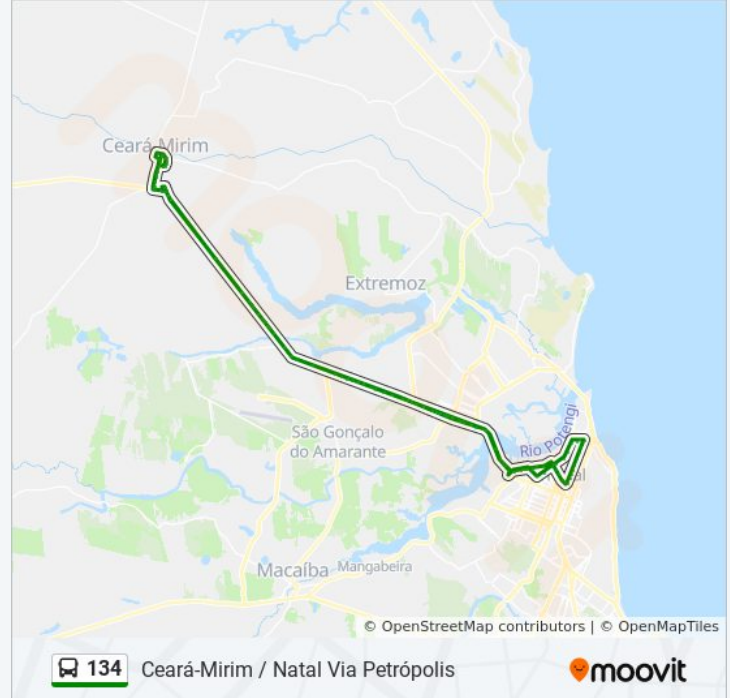 Ceará-Mirim
Extremoz
São Gonçalo
do Amarante
Rio Potengi
Natal
Macaíba
Mangabeira
© OpenStreetMap contributors | © OpenMapTiles
134
Ceará-Mirim / Natal Via Petrópolis
moovit